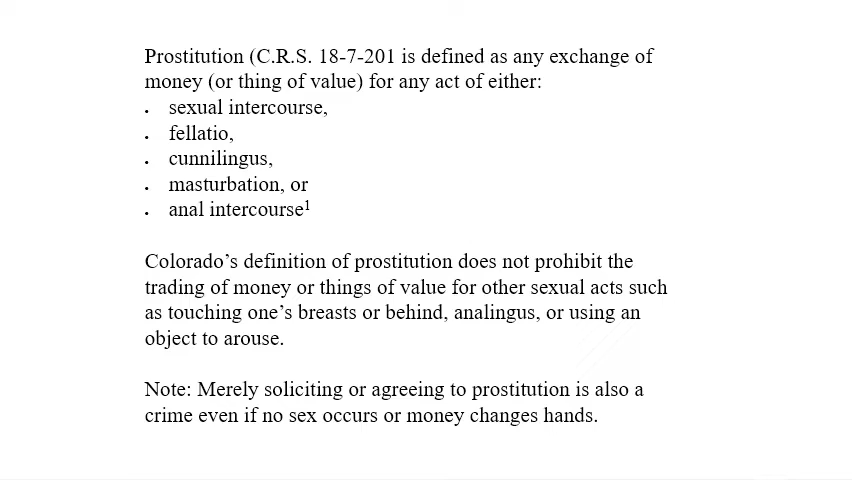 Prostitution (C.R.S. 18-7-201 is defined as any exchange of
money (or thing of value) for any act of either:
• sexual intercourse,
• fellatio,
• cunnilingus,
• masturbation, or
• anal intercourse¹
Colorado’s definition of prostitution does not prohibit the
trading of money or things of value for other sexual acts such
as touching one’s breasts or behind, analingus, or using an
object to arouse.
Note: Merely soliciting or agreeing to prostitution is also a
crime even if no sex occurs or money changes hands.